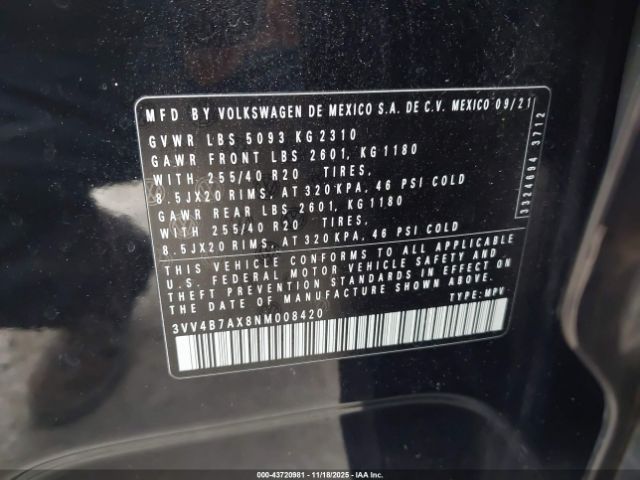 MFD BY VOLKSWAGEN DE MEXICO S.A. DE C.V. MEXICO 09/21
GVWR LBS 5093 KG 2310
GAWR FRONT LBS 2601, KG 1180
WITH 255/40 R20 TIRES.
8.5JX20 RIMS, AT 320 KPA, 46 PSI COLD
GAWR REAR LBS 2601, KG 1180
WITH 255/40 R20 TIRES.
8.5JX20 RIMS, AT 320 KPA, 46 PSI COLD
THIS VEHICLE CONFORMS TO ALL APPLICABLE
U.S. FEDERAL MOTOR VEHICLE SAFETY AND
THEFT PREVENTION STANDARDS IN EFFECT ON
THE DATE OF MANUFACTURE SHOWN ABOVE.
3VV4B7AX8NM008420 TYPE: MPV
3324094 3712
000-43720981 - 11/18/2025 - IAA Inc.